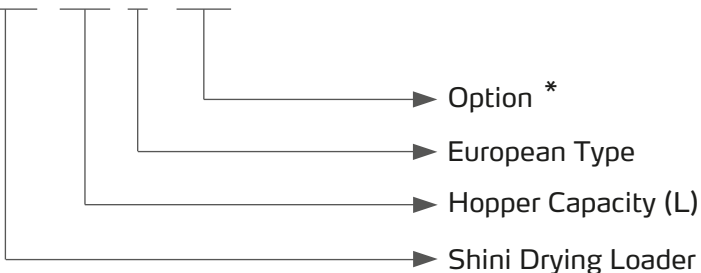 Option *
European Type
Hopper Capacity (L)
Shini Drying Loader